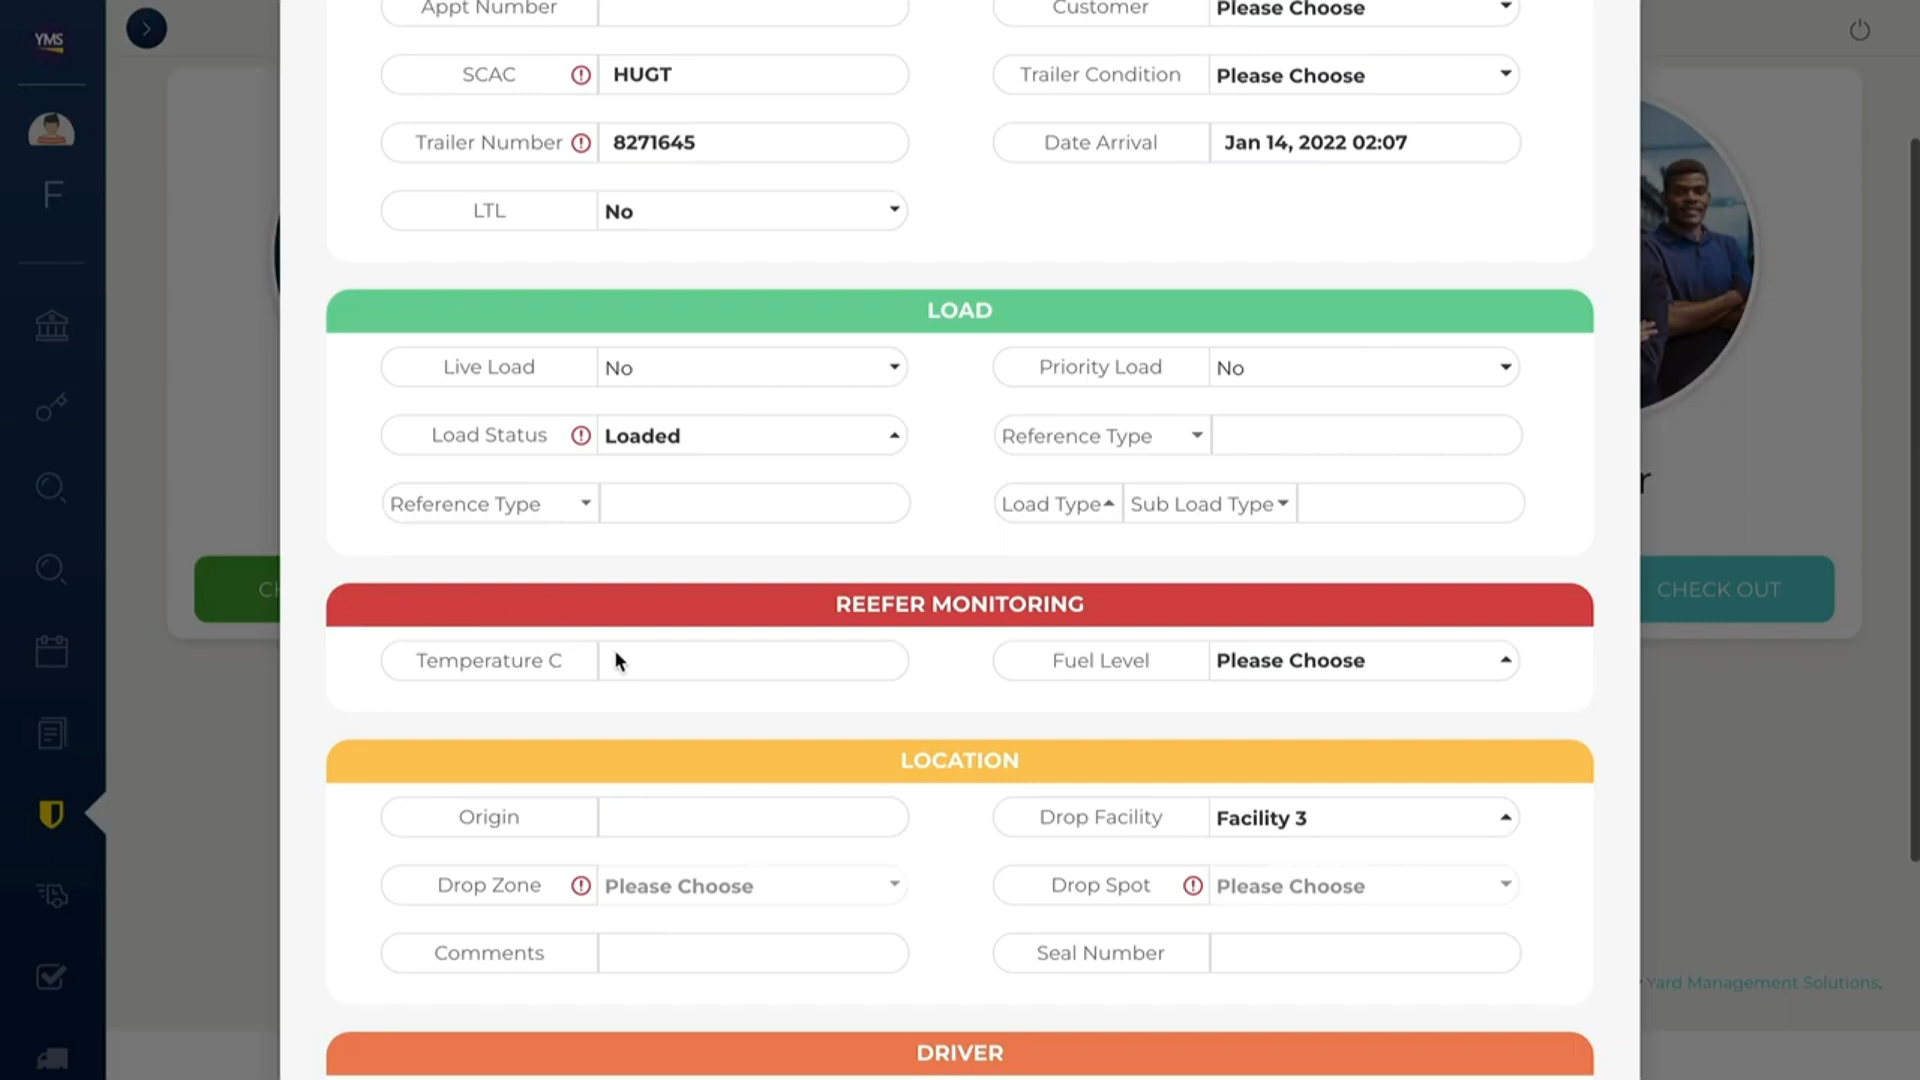 YMS
F
Appt Number
Customer Please Choose
SCAC HUGT
Trailer Condition Please Choose
Trailer Number 8271645
Date Arrival Jan 14, 2022 02:07
LTL No
LOAD
Live Load No
Priority Load No
Load Status Loaded
Reference Type
Reference Type
Load Type Sub Load Type
CHECK OUT
REEFER MONITORING
Temperature C
Fuel Level Please Choose
LOCATION
Origin
Drop Facility Facility 3
Drop Zone Please Choose
Drop Spot Please Choose
Comments
Seal Number
Yard Management Solutions.
DRIVER